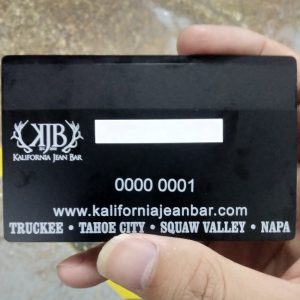 KJB
KALIFORNIA JEAN BAR
0000 0001
www.kaliforniajeanbar.com
TRUCKEE • TAHOE CITY • SQUAW VALLEY • NAPA